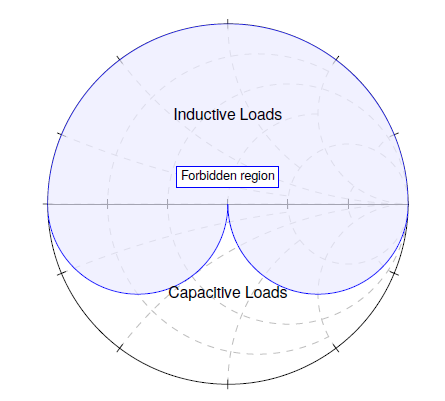 Inductive Loads
Forbidden region
Capacitive Loads